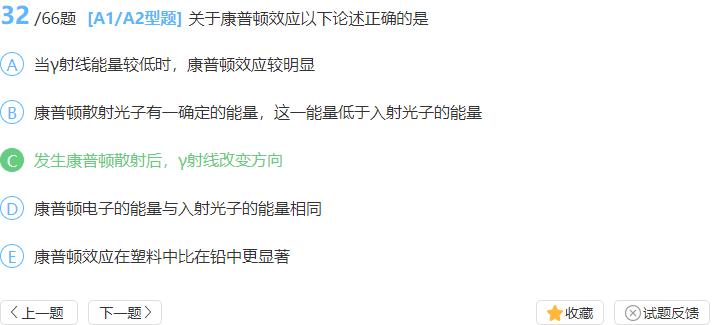 32 /66题 [A1/A2型题] 关于康普顿效应以下论述正确的是
A 当γ射线能量较低时，康普顿效应较明显
B 康普顿散射光子有一确定的能量，这一能量低于入射光子的能量
C 发生康普顿散射后，γ射线改变方向
D 康普顿电子的能量与入射光子的能量相同
E 康普顿效应在塑料中比在铅中更显著
上一题 下一题 收藏 试题反馈